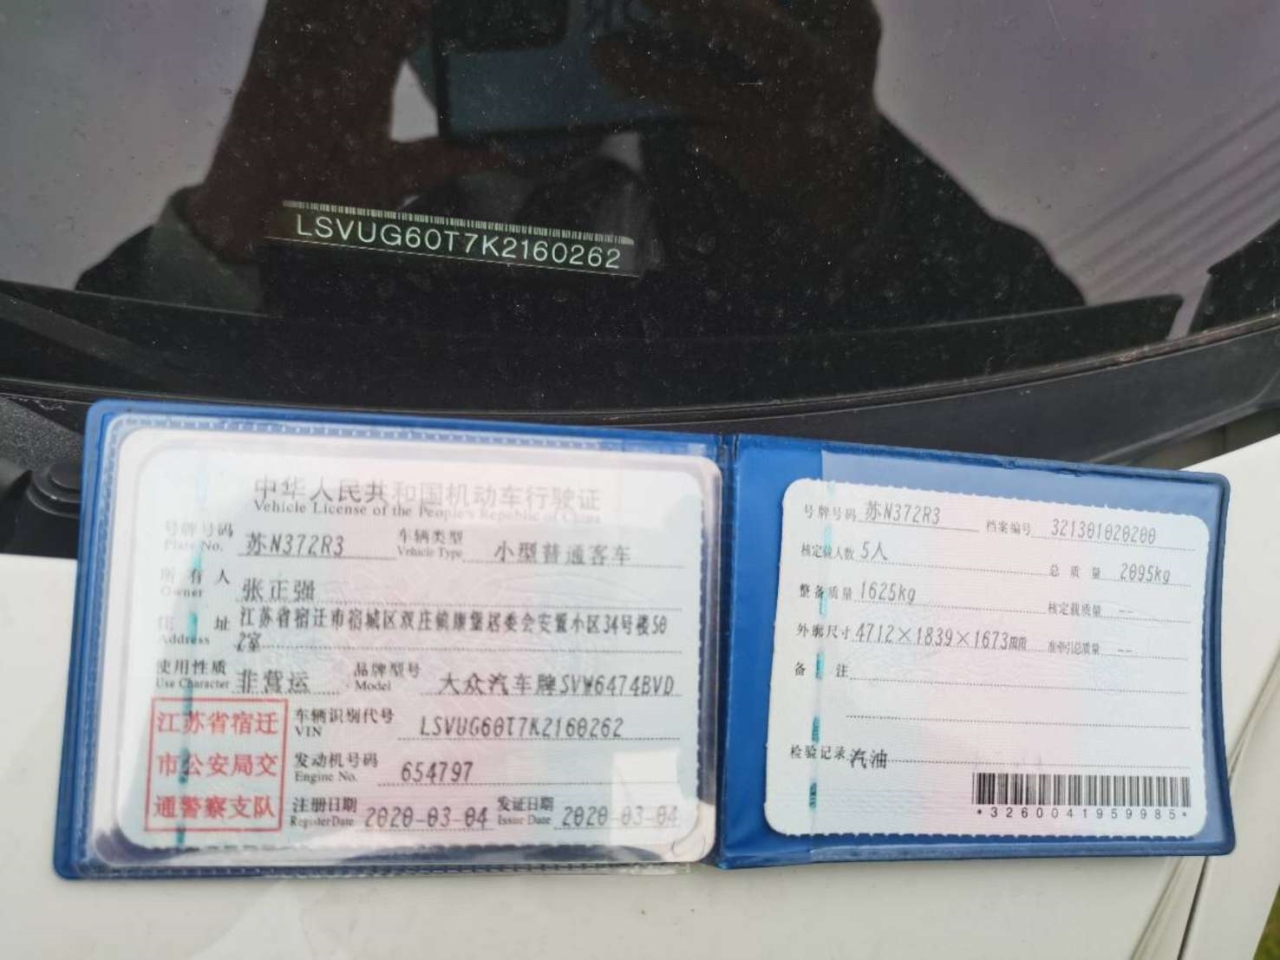 LSVUG60T7K2160262
中华人民共和国机动车行驶证
Vehicle License of the People's Republic of China
号牌号码 苏N372R3 车辆类型 小型普通客车
Plate No. Vehicle Type
所有人 张正强
Owner
住址 江苏省宿迁市宿城区双庄镇康堡居委会安置小区34号楼50
Address 2室
使用性质 非营运 品牌型号 大众汽车牌SVW6474BVD
Use Character Model
江苏省宿迁
市公安局交
通警察支队
车辆识别代号 LSVUG60T7K2160262
VIN
发动机号码 654797
Engine No.
注册日期 2020-03-04 发证日期 2020-03-04
Register Date Issue Date
号牌号码 苏N372R3 档案编号 321301020200
核定载人数 5人 总质量 2095kg
整备质量 1625kg 核定载质量 --
外廓尺寸 4712×1839×1673mm 准牵引总质量 --
备注
检验记录 汽油
*3260041959985*